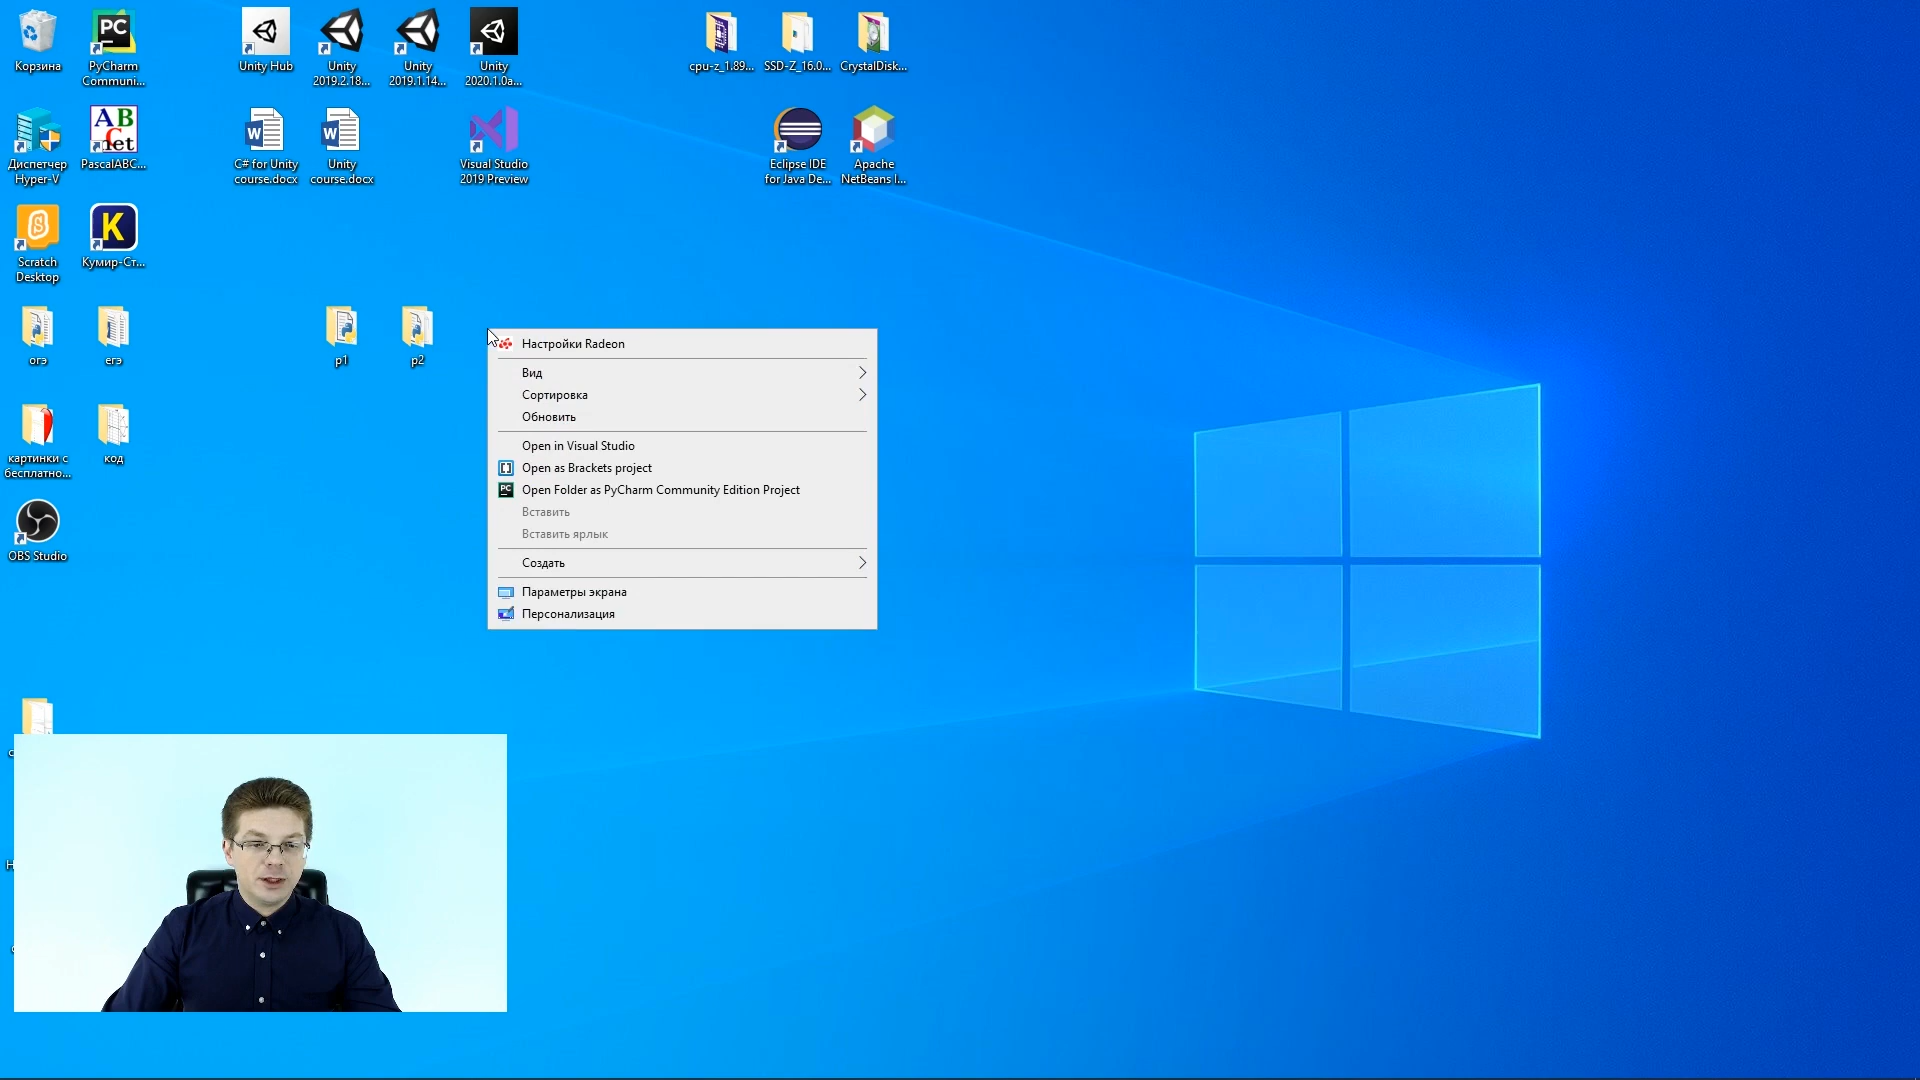 Корзина
PyCharm
Communi...
Unity Hub
Unity
2019.2.18...
Unity
2019.1.14...
Unity
2020.1.0a...
cpu-z_1.89...
SSD-Z_16.0...
CrystalDisk...
Диспетчер
Hyper-V
PascalABC...
C# for Unity
course.docx
Unity
course.docx
Visual Studio
2019 Preview
Eclipse IDE
for Java De...
Apache
NetBeans I...
Scratch
Desktop
Кумир-Ст...
огэ
егэ
p1
p2
картинки с
бесплатно...
код
OBS Studio
Настройки Radeon
Вид
Сортировка
Обновить
Open in Visual Studio
Open as Brackets project
Open Folder as PyCharm Community Edition Project
Вставить
Вставить ярлык
Создать
Параметры экрана
Персонализация